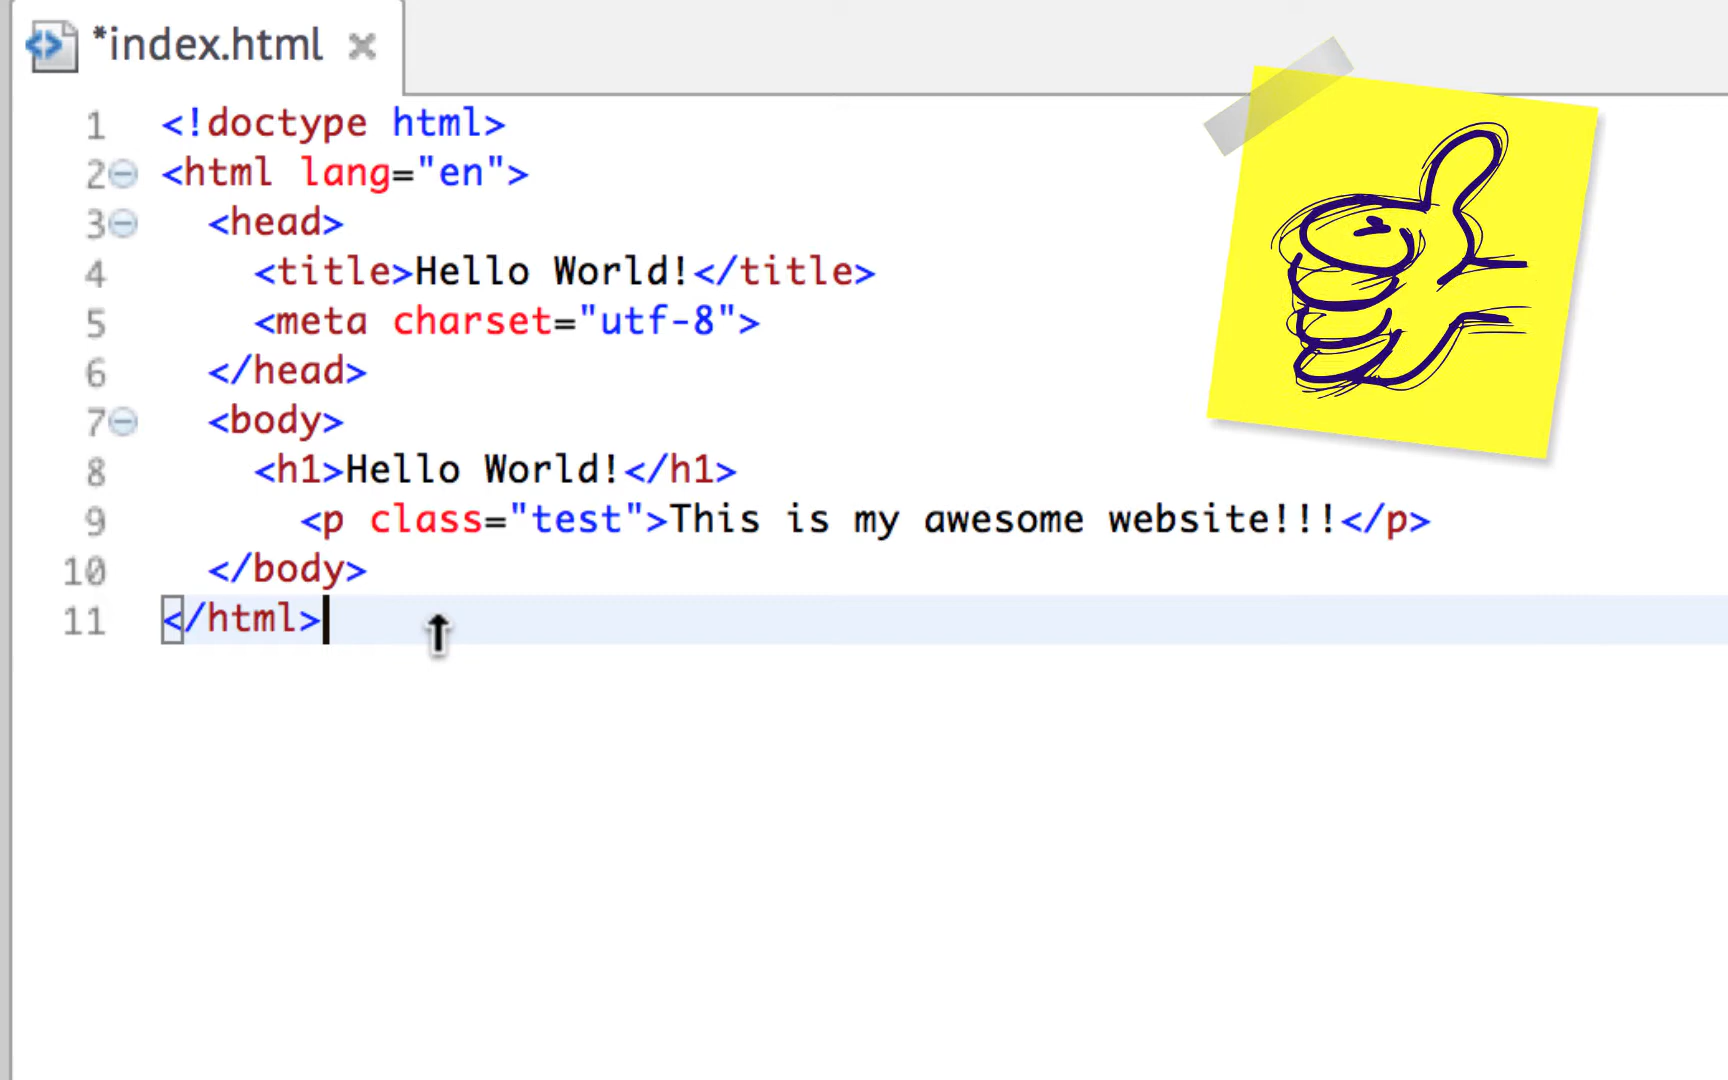 *index.html
1 <!doctype html>
2 <html lang="en">
3 <head>
4 <title>Hello World!</title>
5 <meta charset="utf-8">
6 </head>
7 <body>
8 <h1>Hello World!</h1>
9 <p class="test">This is my awesome website!!!</p>
10 </body>
11 </html>